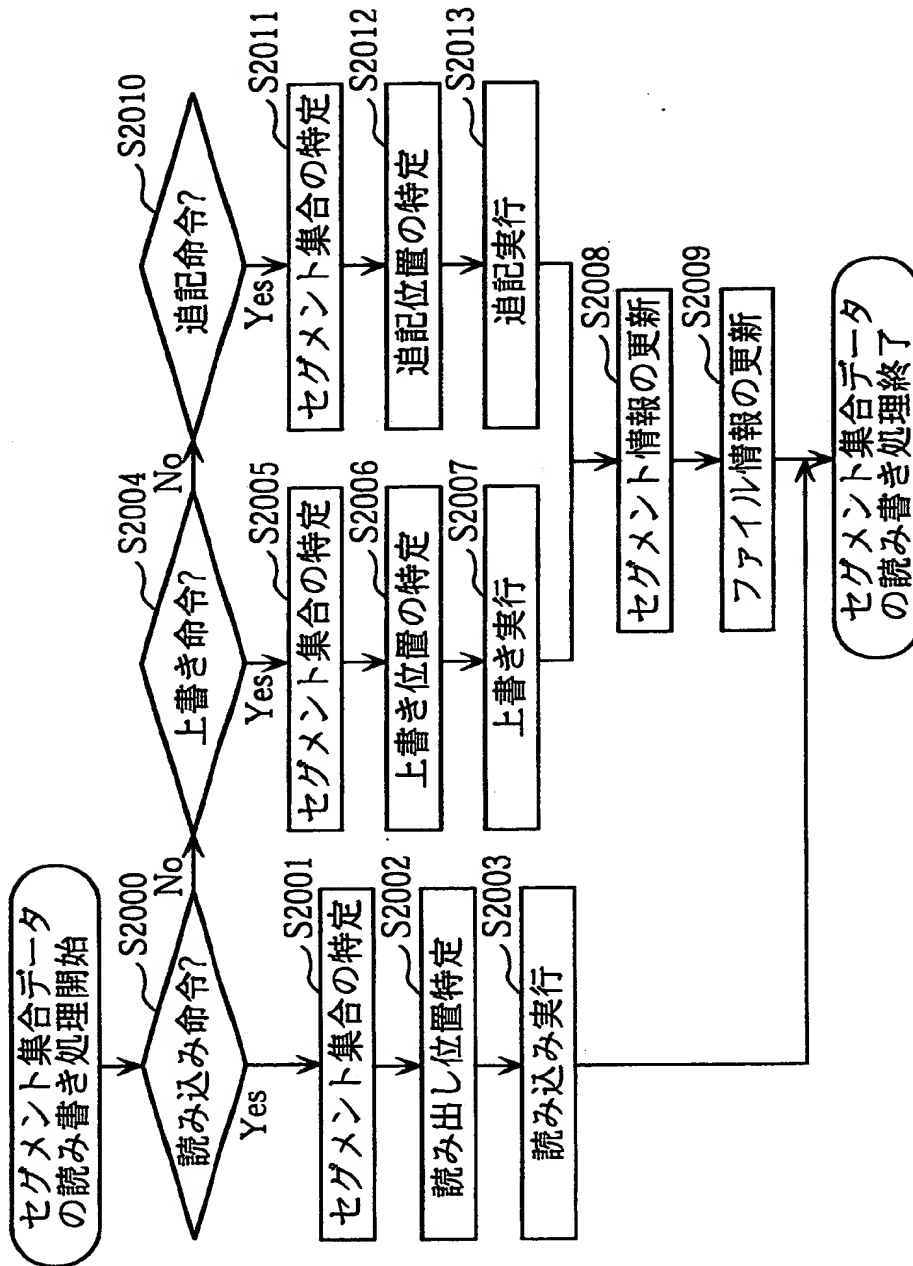 セグメント集合データ
の読み書き処理開始
S2000
読み込み命令?
No
Yes
S2001
セグメント集合の特定
S2002
読み出し位置特定
S2003
読み込み実行
S2004
上書き命令?
No
Yes
S2005
セグメント集合の特定
S2006
上書き位置の特定
S2007
上書き実行
S2010
追記命令?
Yes
S2011
セグメント集合の特定
S2012
追記位置の特定
S2013
追記実行
S2008
セグメント情報の更新
S2009
ファイル情報の更新
セグメント集合データ
の読み書き処理終了